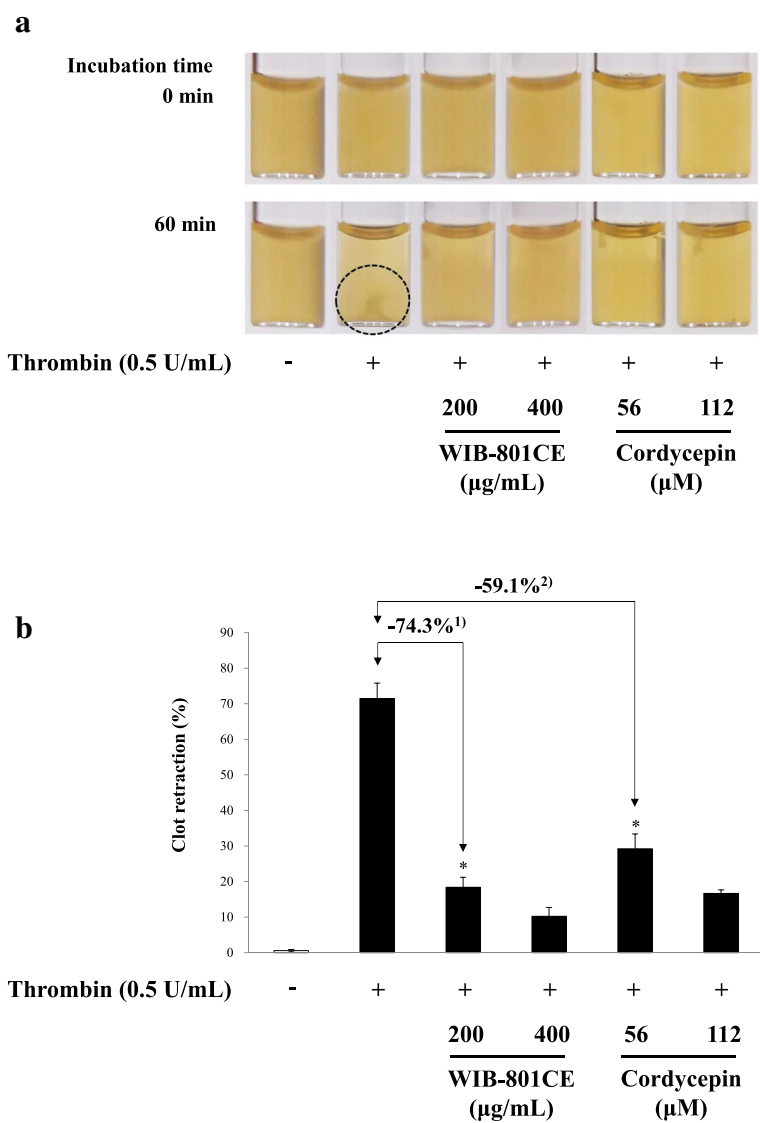 a
Incubation time
0 min
60 min
Thrombin (0.5 U/mL) - + + + + +
200 400 56 112
WIB-801CE Cordycepin
(μg/mL) (μM)
b
-59.1%2)
-74.3%1)
90
80
70
60
50
40
30
20
10
0
Clot retraction (%)
* *
Thrombin (0.5 U/mL) - + + + + +
200 400 56 112
WIB-801CE Cordycepin
(μg/mL) (μM)